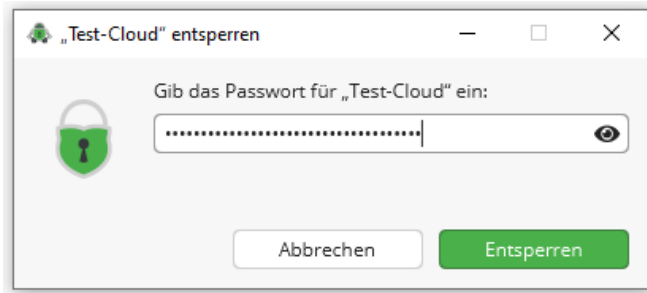 „Test-Cloud“ entsperren
Gib das Passwort für „Test-Cloud“ ein:
••••••••••••••••••••••••••••••••••••
Abbrechen
Entsperren